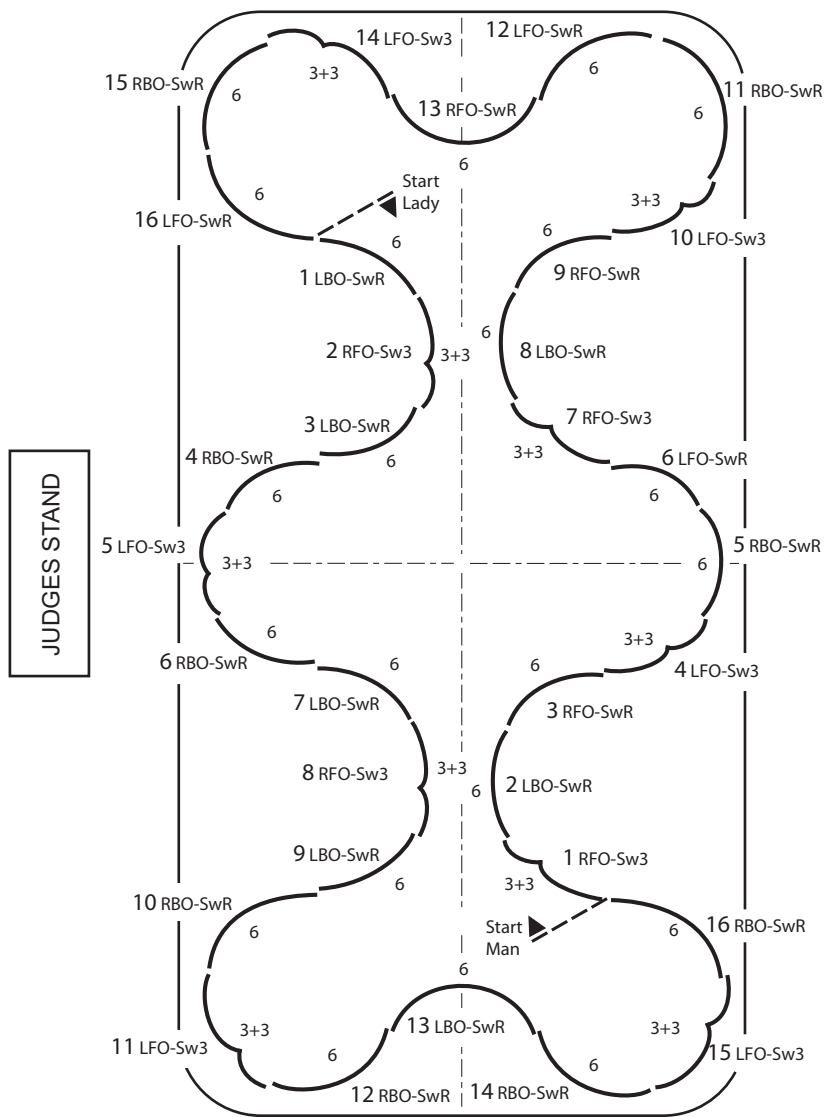 14 LFO-Sw3
12 LFO-SwR
15 RBO-SwR
3+3
6
11 RBO-SwR
6
13 RFO-SwR
6
6
Start
Lady
6
3+3
16 LFO-SwR
6
6
10 LFO-Sw3
1 LBO-SwR
9 RFO-SwR
2 RFO-Sw3
3+3
6
8 LBO-SwR
3 LBO-SwR
7 RFO-Sw3
4 RBO-SwR
6
3+3
6 LFO-SwR
6
6
JUDGES STAND
5 LFO-Sw3
3+3
6
5 RBO-SwR
6
3+3
6 RBO-SwR
6
6
4 LFO-Sw3
7 LBO-SwR
3 RFO-SwR
8 RFO-Sw3
3+3
6
2 LBO-SwR
9 LBO-SwR
1 RFO-Sw3
6
3+3
10 RBO-SwR
6
Start
Man
16 RBO-SwR
6
6
13 LBO-SwR
3+3
3+3
11 LFO-Sw3
6
6
15 LFO-Sw3
12 RBO-SwR
14 RBO-SwR